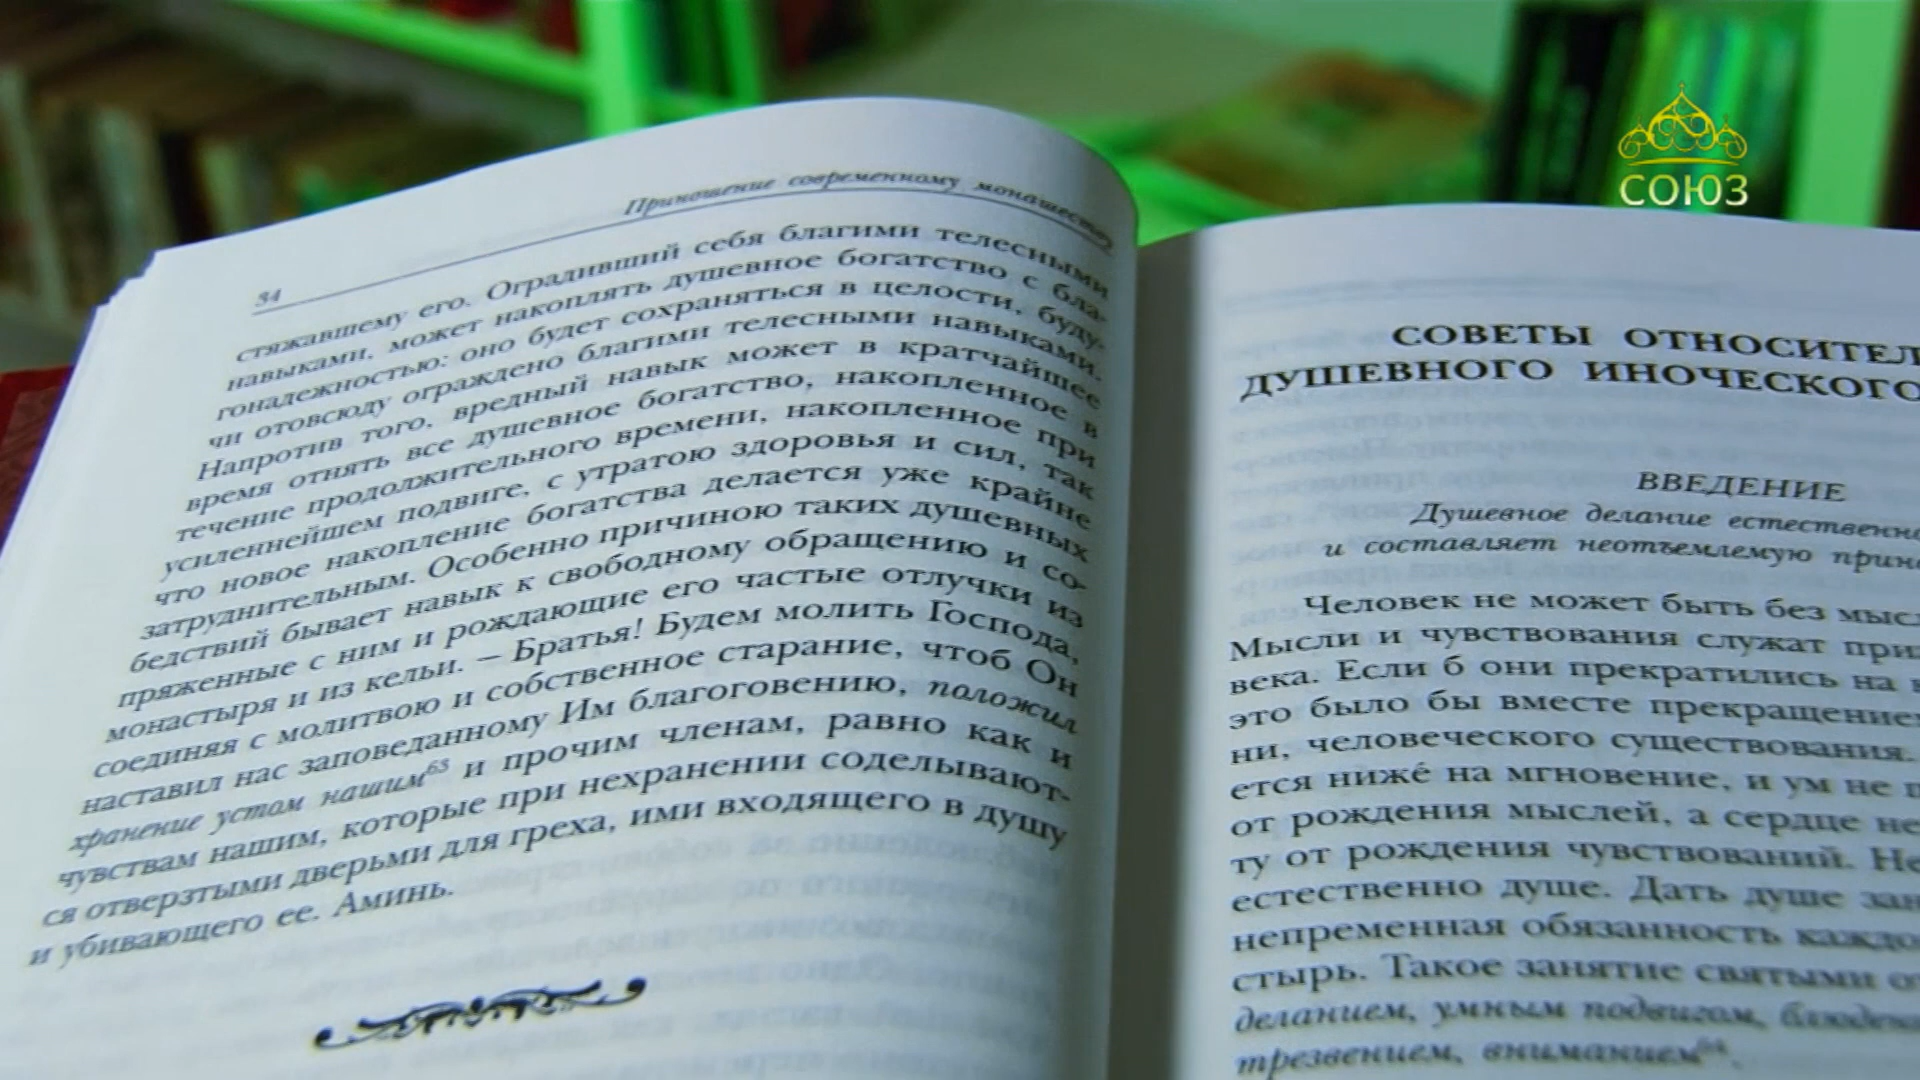 34 Приношение современному монашеству
стяжавшему его. Оградивший себя благими телесными
навыками, может накоплять душевное богатство с бла-
гонадежностью: оно будет сохраняться в целости, буду-
чи отовсюду ограждено благими телесными навыками.
Напротив того, вредный навык может в кратчайшее
время отнять все душевное богатство, накопленное в
течение продолжительного времени, накопленное при
усиленнейшем подвиге, с утратою здоровья и сил, так
что новое накопление богатства делается уже крайне
затруднительным. Особенно причиною таких душевных
бедствий бывает навык к свободному обращению и со-
пряженные с ним и рождающие его частые отлучки из
монастыря и из кельи. – Братья! Будем молить Господа,
соединяя с молитвою и собственное старание, чтоб Он
наставил нас заповеданному Им благоговению, положил
хранение устом нашим63 и прочим членам, равно как и
чувствам нашим, которые при нехранении соделывают-
ся отверзтыми дверьми для греха, ими входящего в душу
и убивающего ее. Аминь.
СОВЕТЫ ОТНОСИТЕЛ
ДУШЕВНОГО ИНОЧЕСКОГО
ВВЕДЕНИЕ
Душевное делание естественн
и составляет неотъемлемую прин
Человек не может быть без мысл
Мысли и чувствования служат при
века. Если б они прекратились на
это было бы вместе прекращение
ни, человеческого существования.
ется ниже́ на мгновение, и ум не п
от рождения мыслей, а сердце не
ту от рождения чувствований. Не
естественно душе. Дать душе зан
непременная обязанность каждо
стырь. Такое занятие святыми о
деланием, умным подвигом, блюден
трезвением, вниманием64.
СОЮЗ